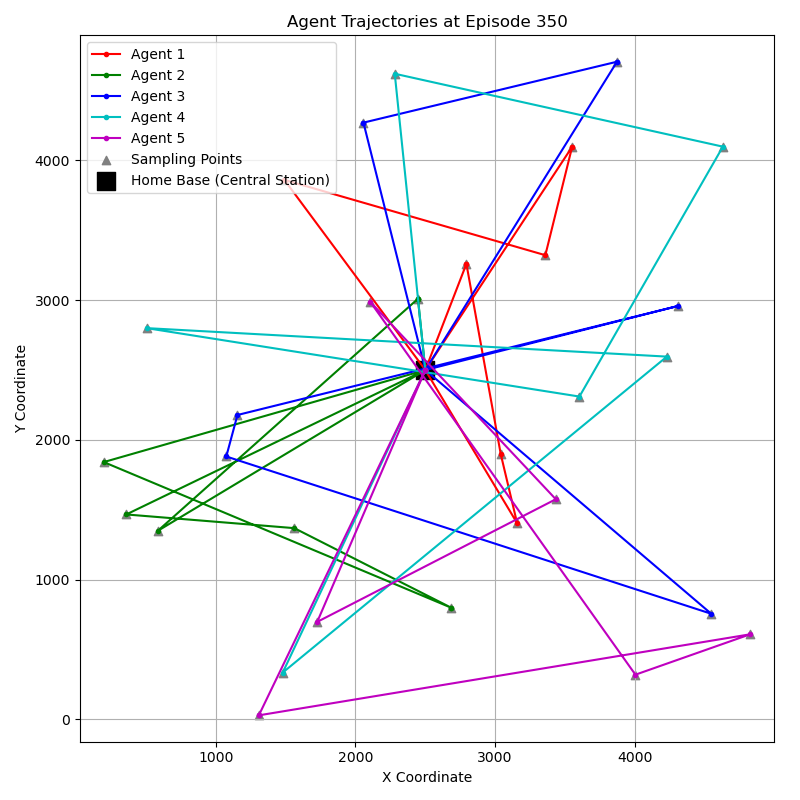 Agent Trajectories at Episode 350
Agent 1
Agent 2
Agent 3
Agent 4
Agent 5
Sampling Points
Home Base (Central Station)
Y Coordinate
4000
3000
2000
1000
0
1000
2000
3000
4000
X Coordinate